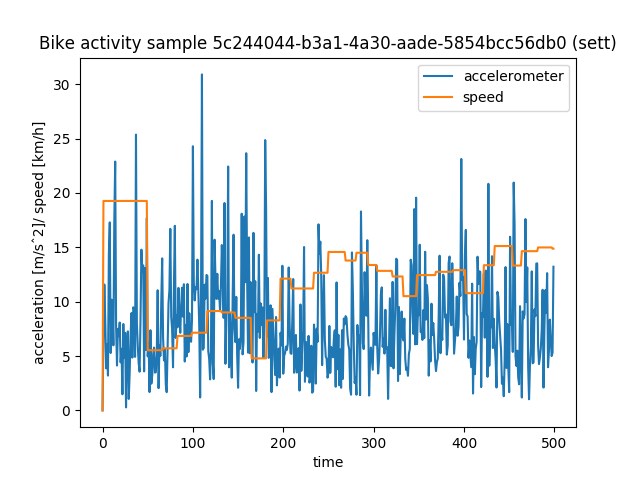 Bike activity sample 5c244044-b3a1-4a30-aade-5854bcc56db0 (sett)
accelerometer
speed
acceleration [m/s^2]/ speed [km/h]
30
25
20
15
10
5
0
0 100 200 300 400 500
time